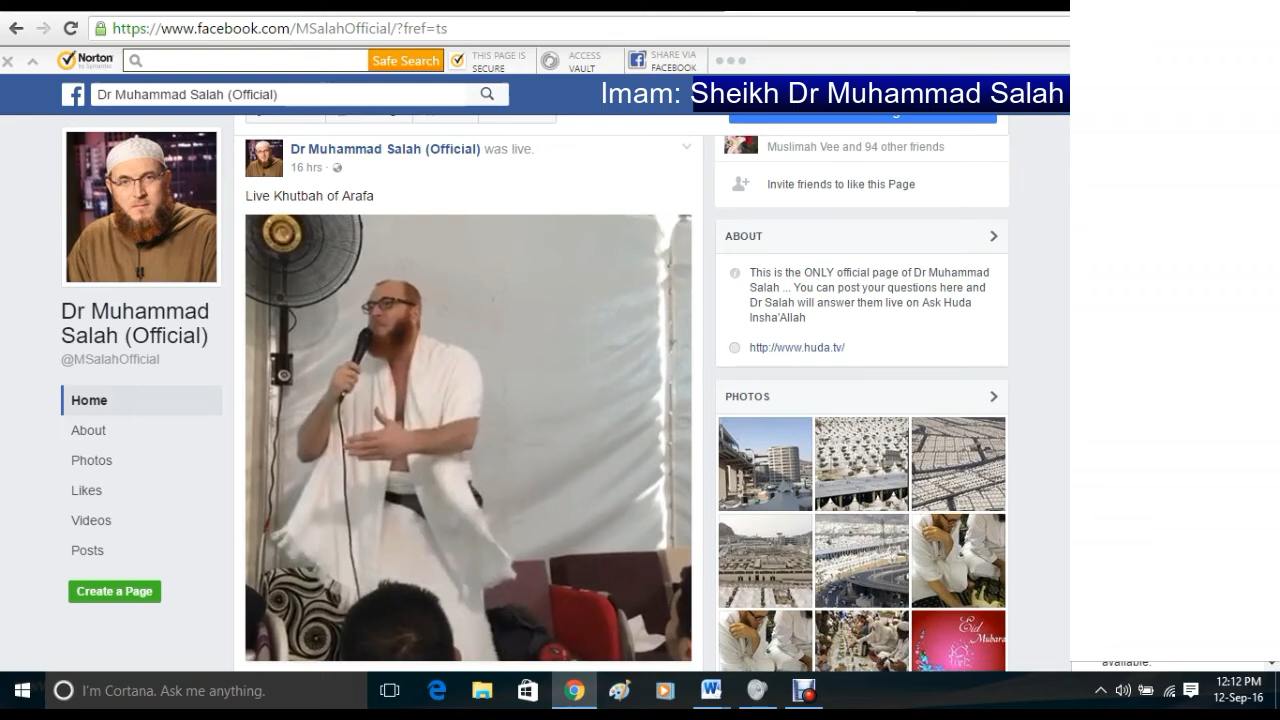 https://www.facebook.com/MSalahOfficial/?fref=ts
Norton
by Symantec
Safe Search
THIS PAGE IS
SECURE
ACCESS
VAULT
SHARE VIA
FACEBOOK
Dr Muhammad Salah (Official)
Imam: Sheikh Dr Muhammad Salah
Dr Muhammad
Salah (Official)
@MSalahOfficial
Home
About
Photos
Likes
Videos
Posts
Create a Page
Dr Muhammad Salah (Official) was live.
16 hrs ·
Live Khutbah of Arafa
Muslimah Vee and 94 other friends
Invite friends to like this Page
ABOUT
This is the ONLY official page of Dr Muhammad
Salah ... You can post your questions here and
Dr Salah will answer them live on Ask Huda
Insha'Allah
http://www.huda.tv/
PHOTOS
Eid
Mubara
available.
I'm Cortana. Ask me anything.
12:12 PM
12-Sep-16